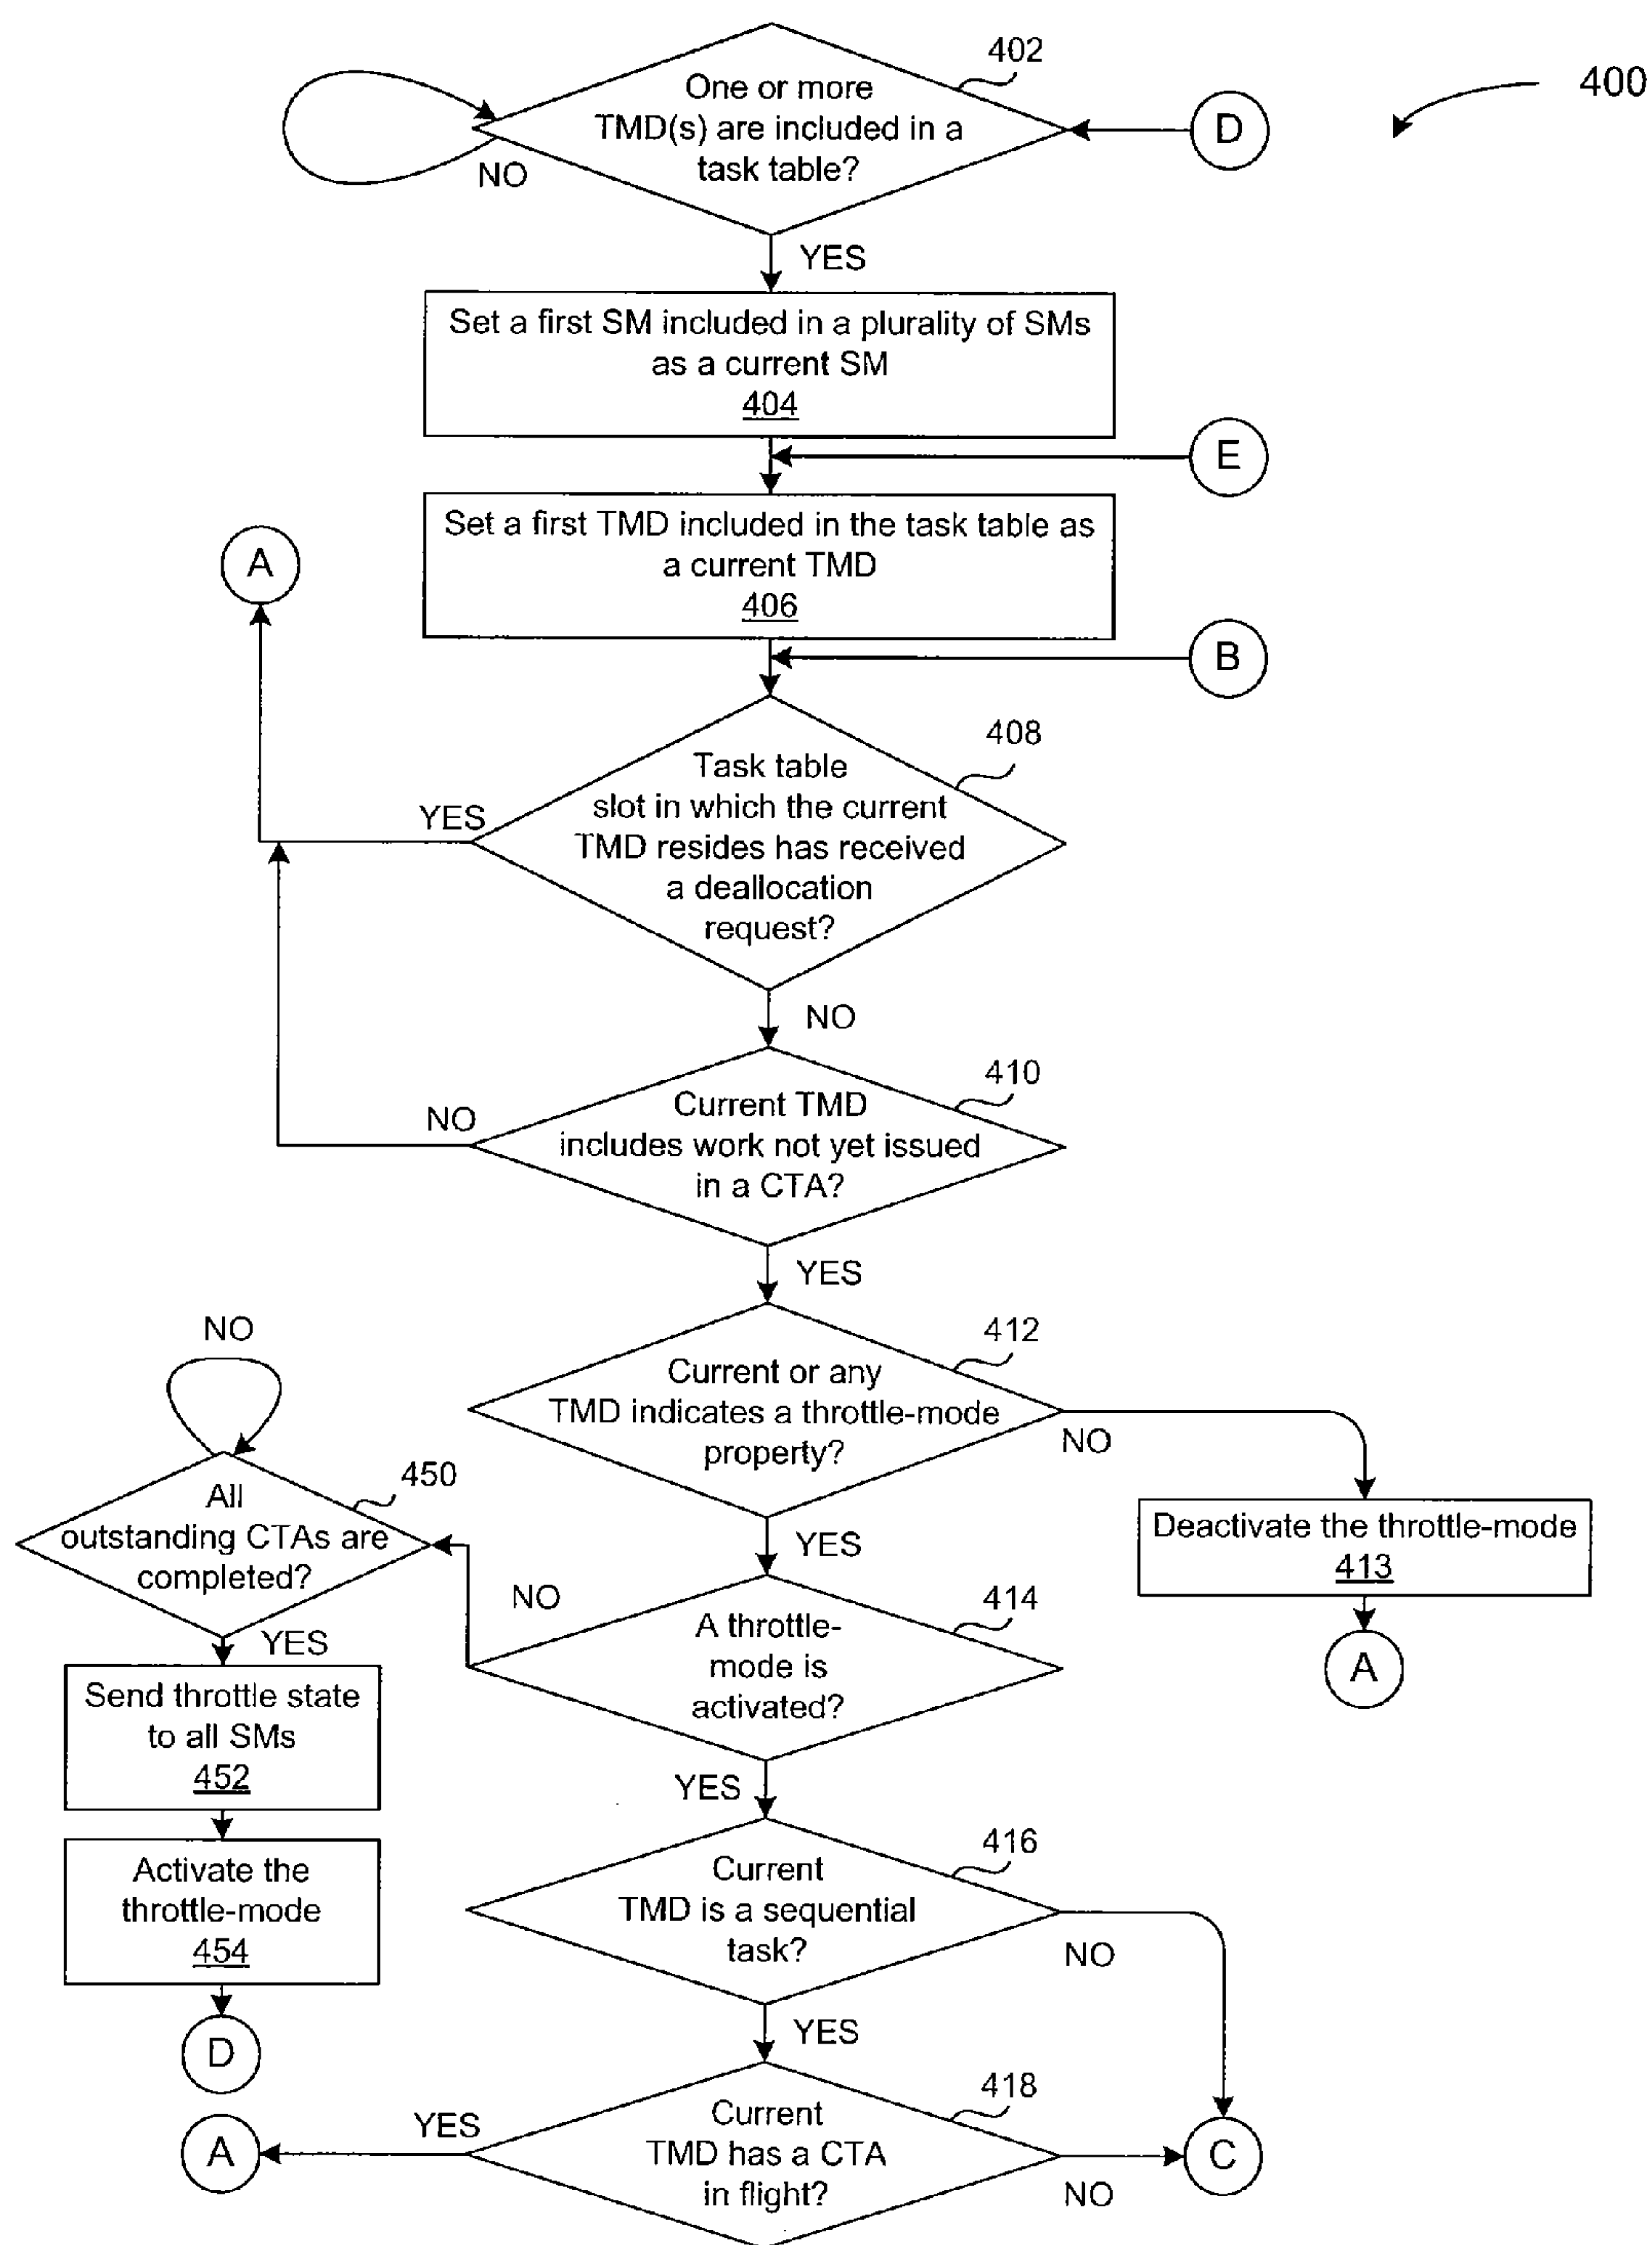 402
One or more
TMD(s) are included in a
task table?
D
400
NO
YES
Set a first SM included in a plurality of SMs
as a current SM
404
E
Set a first TMD included in the task table as
a current TMD
406
A
B
408
Task table
slot in which the current
TMD resides has received
a deallocation
request?
YES
NO
410
Current TMD
includes work not yet issued
in a CTA?
NO
YES
412
Current or any
TMD indicates a throttle-mode
property?
NO
YES
Deactivate the throttle-mode
413
A
414
A throttle-
mode is
activated?
NO
YES
NO
450
All
outstanding CTAs are
completed?
YES
Send throttle state
to all SMs
452
Activate the
throttle-mode
454
D
416
Current
TMD is a sequential
task?
NO
YES
418
Current
TMD has a CTA
in flight?
YES
A
NO
C